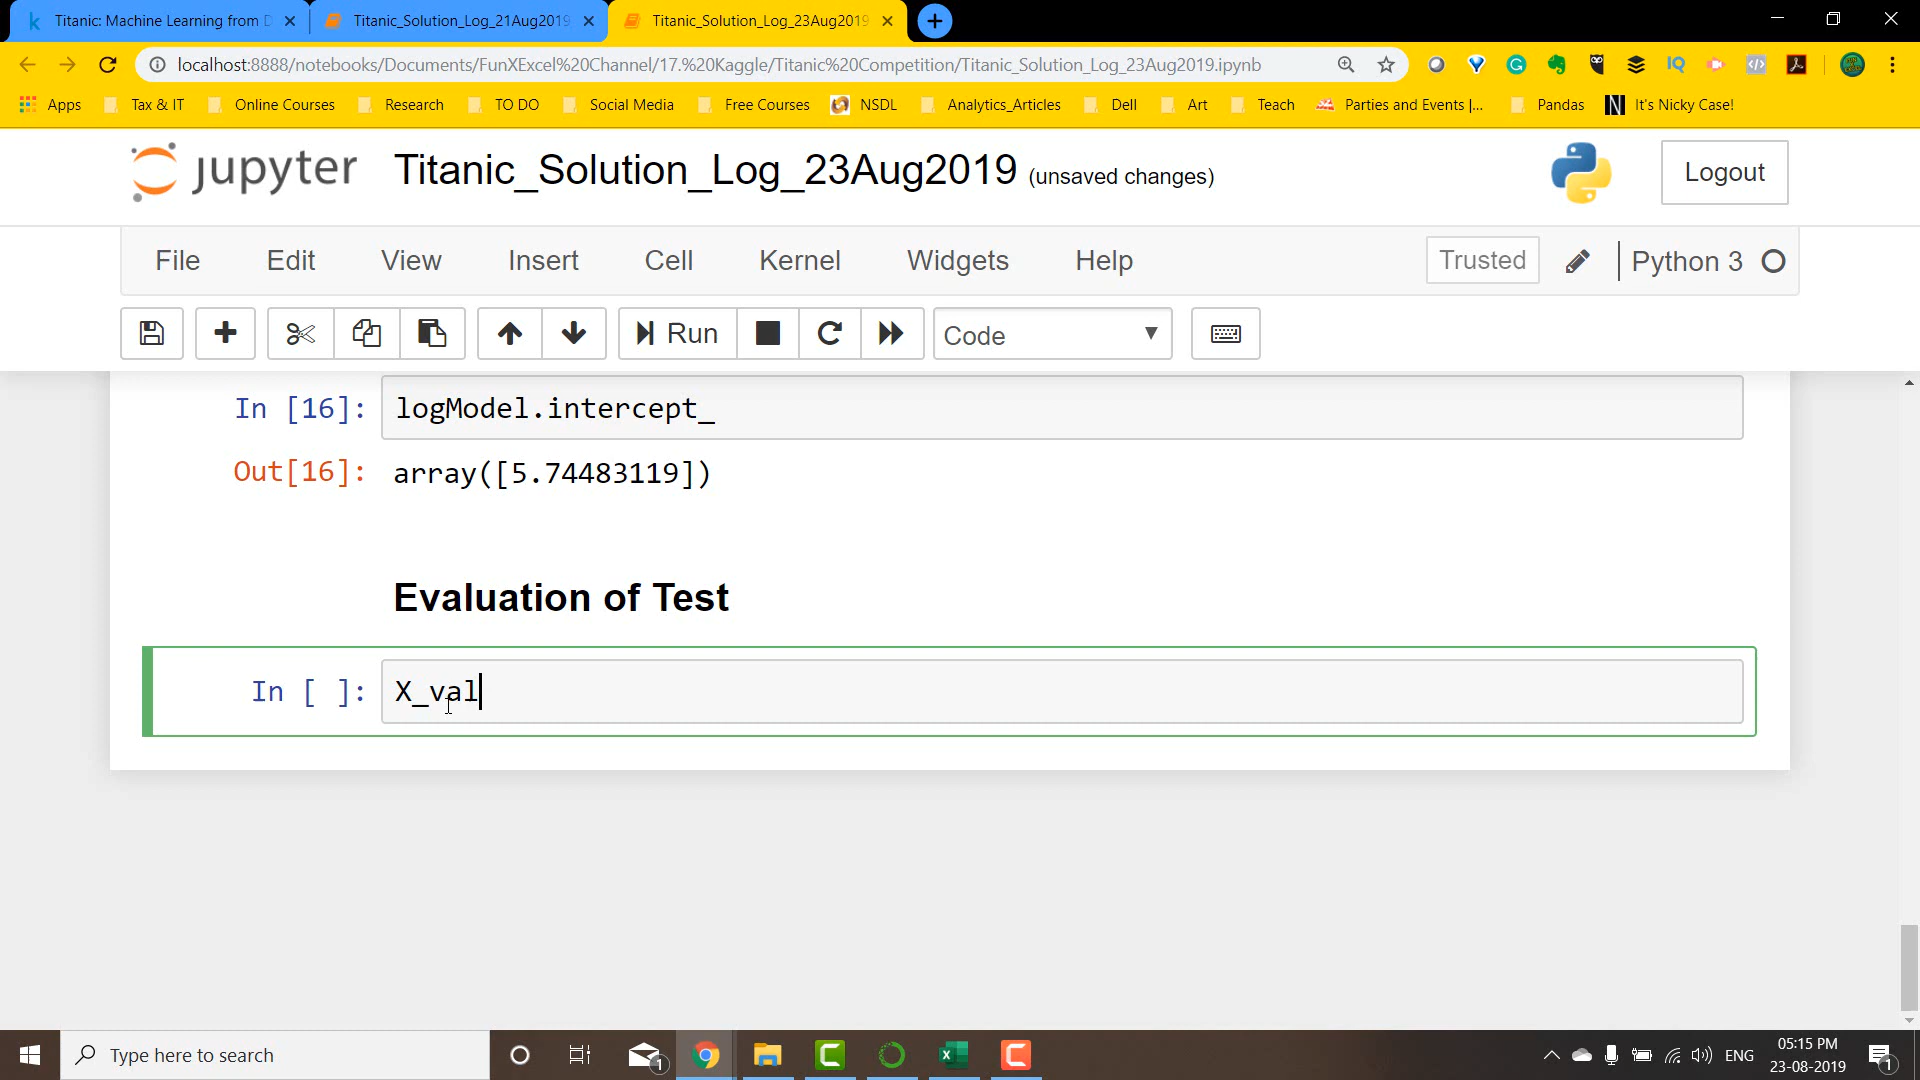 Titanic: Machine Learning from D
Titanic_Solution_Log_21Aug2019
Titanic_Solution_Log_23Aug2019
localhost:8888/notebooks/Documents/FunXExcel%20Channel/17.%20Kaggle/Titanic%20Competition/Titanic_Solution_Log_23Aug2019.ipynb
Apps Tax & IT Online Courses Research TO DO Social Media Free Courses NSDL Analytics_Articles Dell Art Teach Parties and Events |... Pandas It's Nicky Case!
jupyter Titanic_Solution_Log_23Aug2019 (unsaved changes) Logout
File Edit View Insert Cell Kernel Widgets Help Trusted Python 3
Run Code
In [16]: logModel.intercept_
Out[16]: array([5.74483119])
Evaluation of Test
In [ ]: X_val
Type here to search
1
ENG
05:15 PM
23-08-2019
1